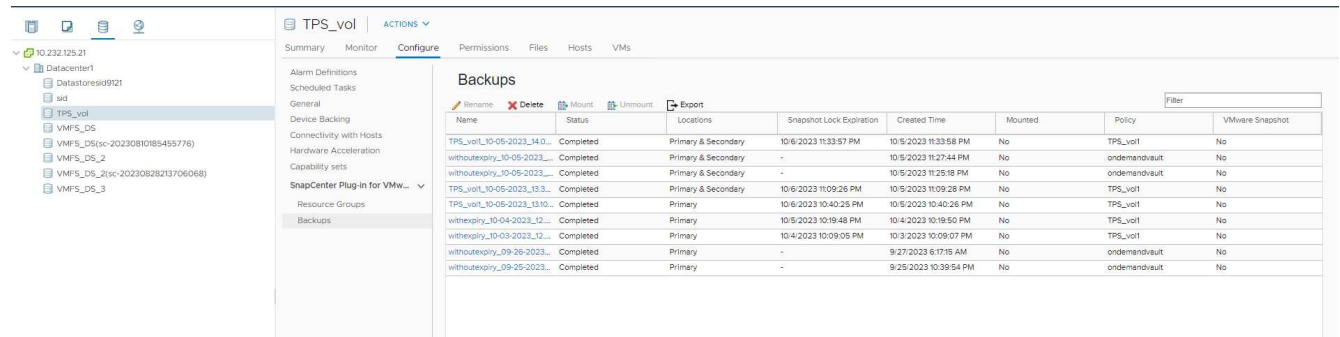 TPS_vol ACTIONS
Summary Monitor Configure Permissions Files Hosts VMs
10.232.125.21
Datacenter1
Datastoresid9121
sid
TPS_vol
VMFS_DS
VMFS_DS(sc-20230810185455776)
VMFS_DS_2
VMFS_DS_2(sc-20230828213706068)
VMFS_DS_3
Alarm Definitions
Scheduled Tasks
General
Device Backing
Connectivity with Hosts
Hardware Acceleration
Capability sets
SnapCenter Plug-in for VMw...
Resource Groups
Backups
Backups
Rename Delete Mount Unmount Export Filter
Name Status Locations Snapshot Lock Expiration Created Time Mounted Policy VMware Snapshot
TPS_vol1_10-05-2023_14.0... Completed Primary & Secondary 10/6/2023 11:33:57 PM 10/5/2023 11:33:58 PM No TPS_vol1 No
withoutexpiry_10-05-2023_... Completed Primary & Secondary - 10/5/2023 11:27:44 PM No ondemandvault No
withoutexpiry_10-05-2023_... Completed Primary & Secondary - 10/5/2023 11:25:18 PM No ondemandvault No
TPS_vol1_10-05-2023_13.3... Completed Primary & Secondary 10/6/2023 11:09:26 PM 10/5/2023 11:09:28 PM No TPS_vol1 No
TPS_vol1_10-05-2023_13.10... Completed Primary 10/6/2023 10:40:25 PM 10/5/2023 10:40:26 PM No TPS_vol1 No
withexpiry_10-04-2023_12.... Completed Primary 10/5/2023 10:19:48 PM 10/4/2023 10:19:50 PM No TPS_vol1 No
withexpiry_10-03-2023_12.... Completed Primary 10/4/2023 10:09:05 PM 10/3/2023 10:09:07 PM No TPS_vol1 No
withoutexpiry_09-26-2023... Completed Primary - 9/27/2023 6:17:15 AM No ondemandvault No
withoutexpiry_09-25-2023... Completed Primary - 9/25/2023 10:39:54 PM No ondemandvault No